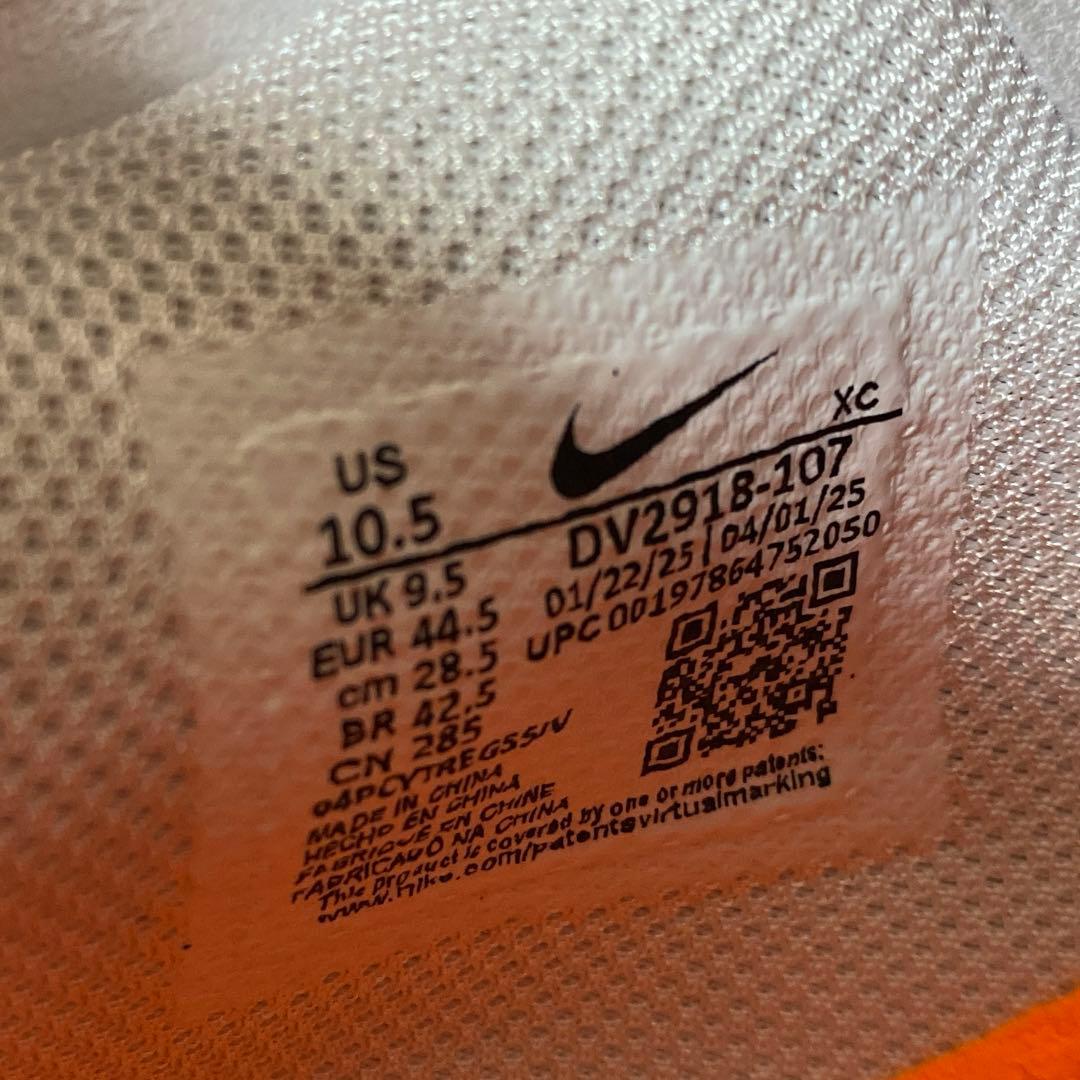 US
10.5
XC
UK 9.5
EUR 44.5
cm 28.5
BR 42.5
CN 285
DV2918-107
01/22/25 | 04/01/25
UPC 00197864752050
MADE IN CHINA
HECHO EN CHINA
FABRIQUE EN CHINE
FABRICADO NA CHINA
This product is covered by one or more patents:
www.nike.com/patentsvirtualmarking